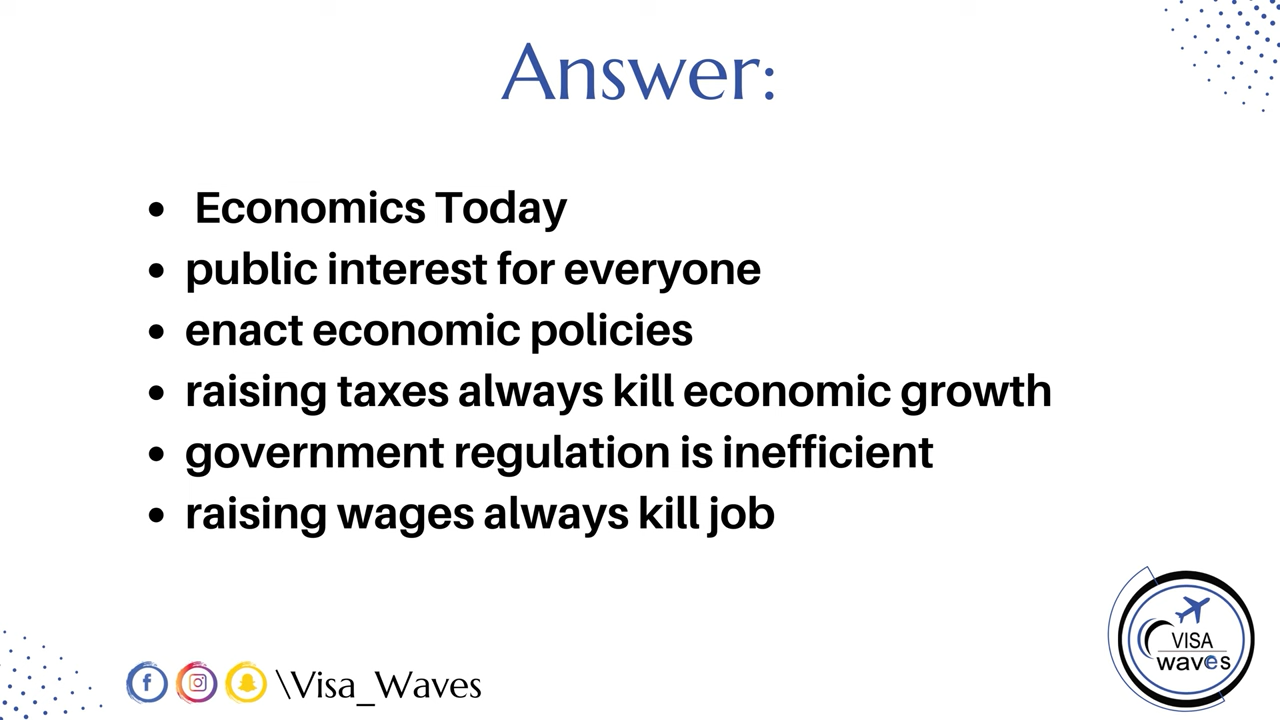 Answer:
• Economics Today
• public interest for everyone
• enact economic policies
• raising taxes always kill economic growth
• government regulation is inefficient
• raising wages always kill job
\Visa_Waves
VISA
waves